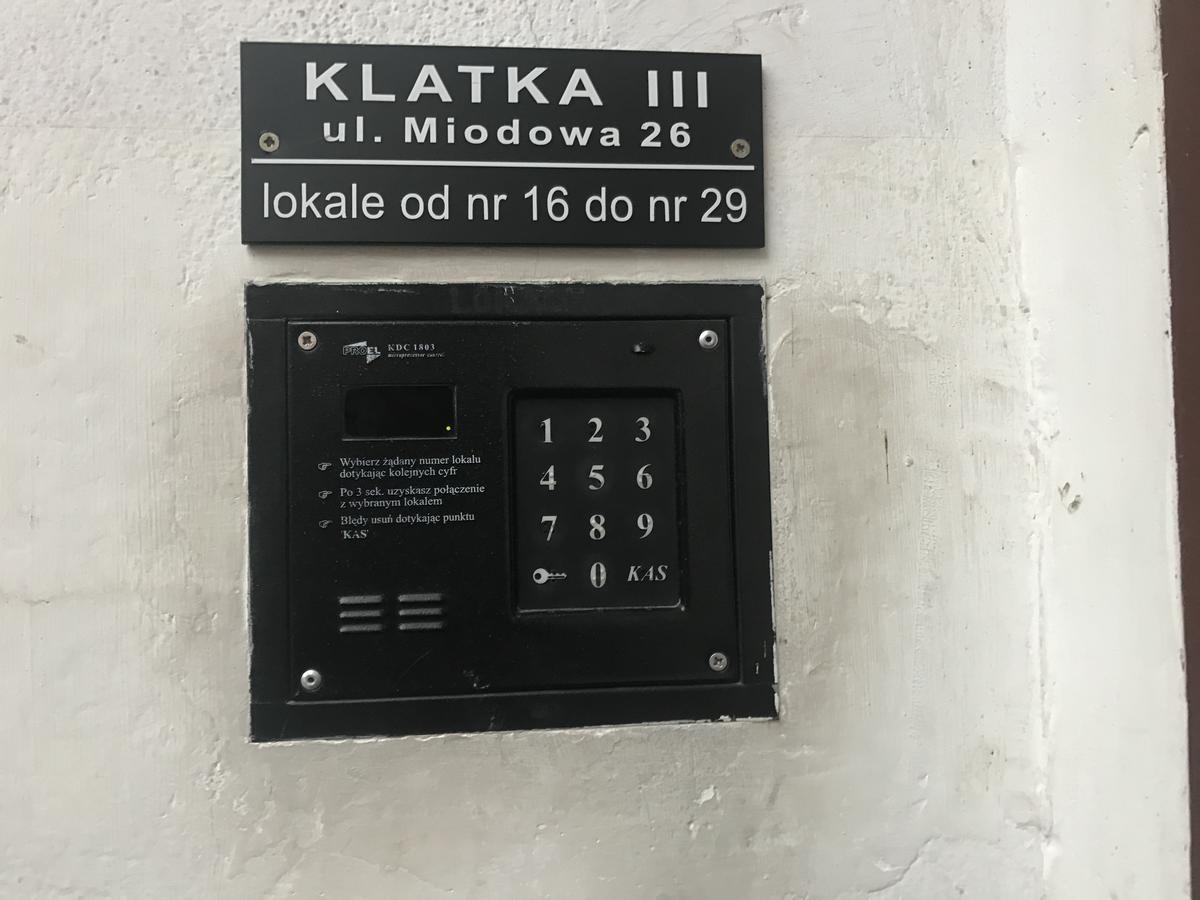 KLATKA III
ul. Miodowa 26
lokale od nr 16 do nr 29
PROEL KDC 1803
Wybierz żądany numer lokalu
dotykając kolejnych cyfr
Po 3 sek. uzyskasz połączenie
z wybranym lokalem
Błędy usuń dotykając punktu
'KAS'
1 2 3
4 5 6
7 8 9
0 KAS